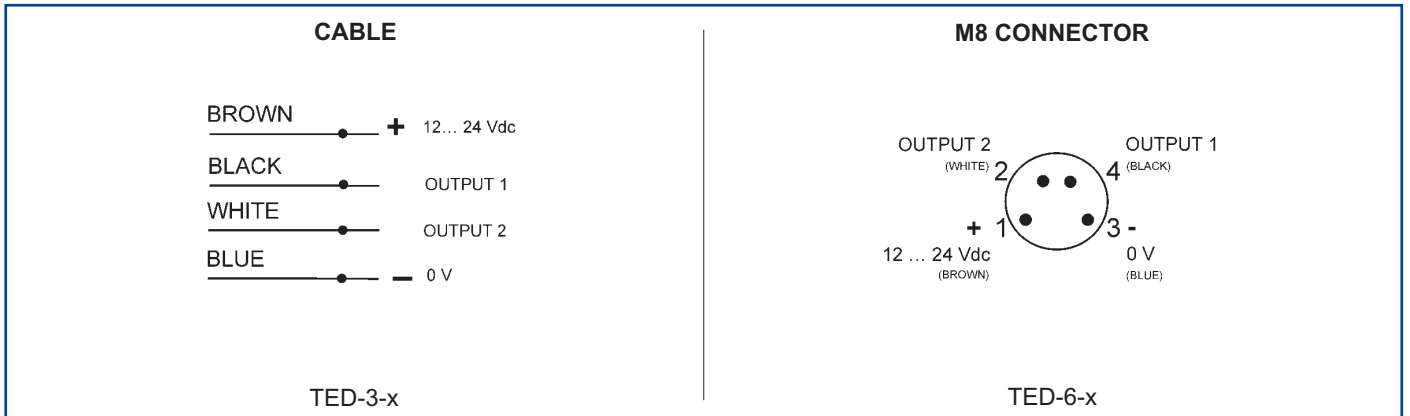 CABLE
BROWN
+ 12... 24 Vdc
BLACK
OUTPUT 1
WHITE
OUTPUT 2
BLUE
- 0 V
TED-3-x
M8 CONNECTOR
OUTPUT 2
(WHITE) 2
OUTPUT 1
4 (BLACK)
+ 1
12 ... 24 Vdc
(BROWN)
3 -
0 V
(BLUE)
TED-6-x